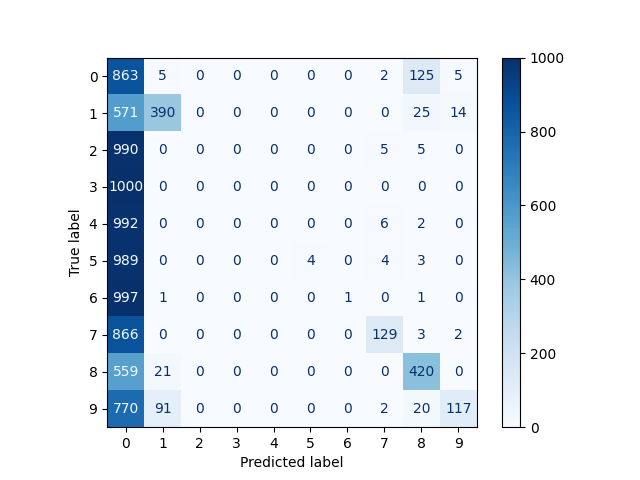 0 863 5 0 0 0 0 0 2 125 5
1 571 390 0 0 0 0 0 0 25 14
2 990 0 0 0 0 0 0 5 5 0
3 1000 0 0 0 0 0 0 0 0 0
4 992 0 0 0 0 0 0 6 2 0
5 989 0 0 0 0 4 0 4 3 0
6 997 1 0 0 0 0 1 0 1 0
7 866 0 0 0 0 0 0 129 3 2
8 559 21 0 0 0 0 0 0 420 0
9 770 91 0 0 0 0 0 2 20 117
0 1 2 3 4 5 6 7 8 9
Predicted label
True label
1000
800
600
400
200
0